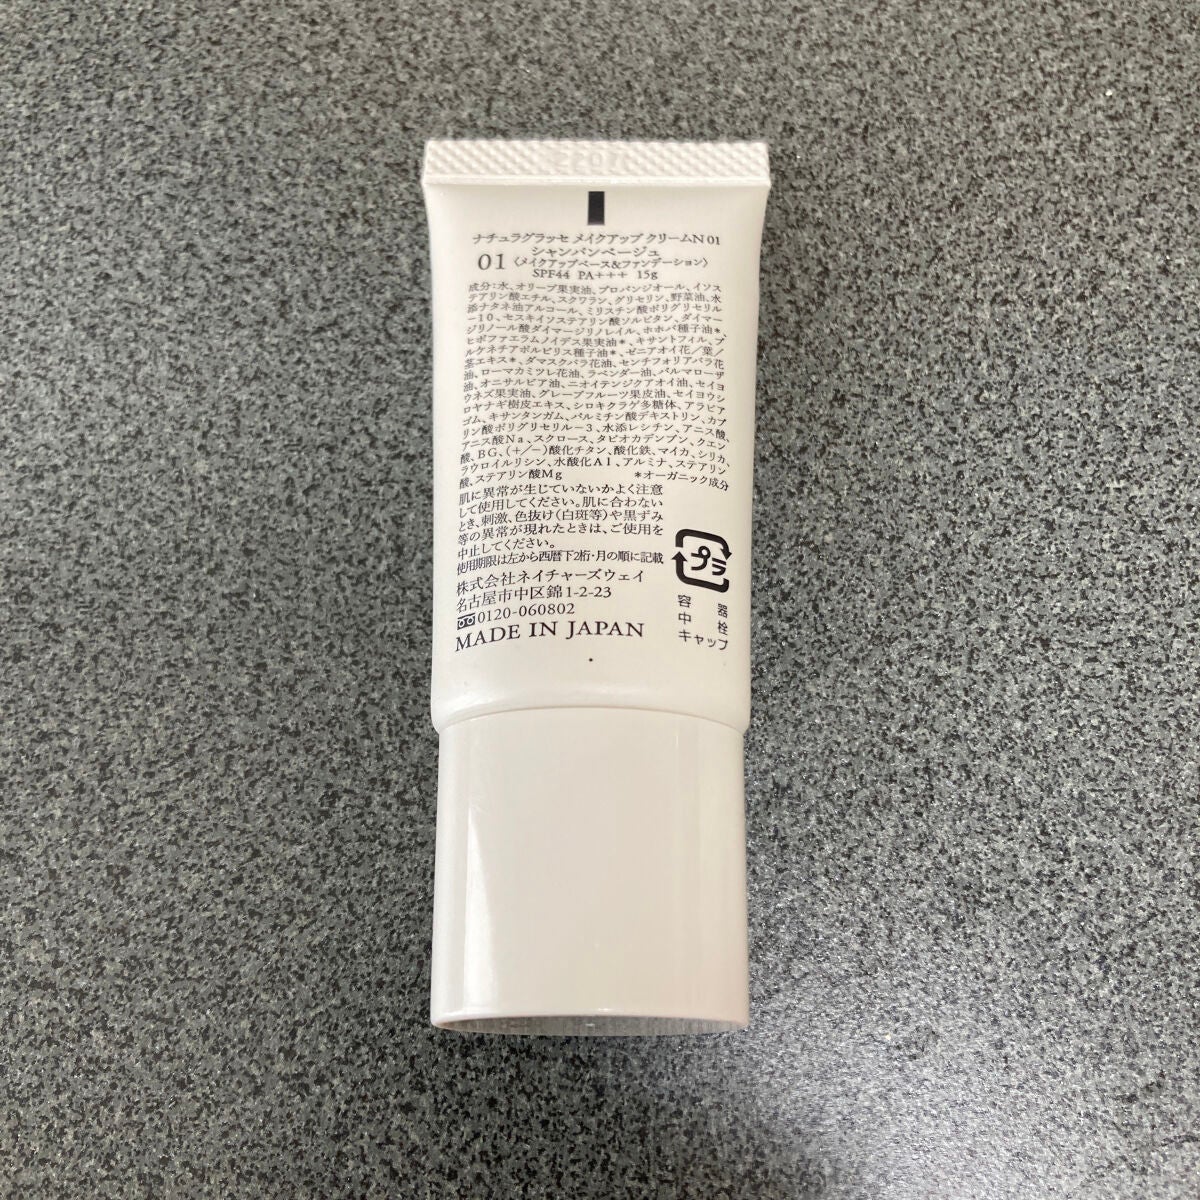 ナチュラグラッセ メイクアップ クリームN 01
シャンパンベージュ
01 〈メイクアップベース&ファンデーション〉
SPF44 PA+++ 15g
成分:水、オリーブ果実油、プロパンジオール、イソス
テアリン酸エチル、スクワラン、グリセリン、野菜油、水
添ナタネ油アルコール、ミリスチン酸ポリグリセリル
-10、セスキイソステアリン酸ソルビタン、ダイマー
ジリノール酸ダイマージリノレイル、ホホバ種子油*、
ヒポファエラムノイデス果実油*、キサントフィル、プ
ルケネチアボルビリス種子油*、ゼニアオイ花/葉/
茎エキス*、ダマスクバラ花油、センチフォリアバラ花
油、ローマカミツレ花油、ラベンダー油、パルマローザ
油、オニサルビア油、ニオイテンジクアオイ油、セイヨ
ウネズ果実油、グレープフルーツ果皮油、セイヨウシ
ロヤナギ樹皮エキス、シロキクラゲ多糖体、アラビア
ゴム、キサンタンガム、パルミチン酸デキストリン、カプ
リン酸ポリグリセリル-3、水添レシチン、アニス酸、
アニス酸Na、スクロース、タピオカデンプン、クエン
酸、BG、(+/-)酸化チタン、酸化鉄、マイカ、シリカ、
ラウロイルリシン、水酸化Al、アルミナ、ステアリン
酸、ステアリン酸Mg *オーガニック成分
肌に異常が生じていないかよく注意
して使用してください。肌に合わない
とき、刺激、色抜け(白斑等)や黒ずみ
等の異常が現れたときは、ご使用を
中止してください。
使用期限は左から西暦下2桁・月の順に記載
株式会社ネイチャーズウェイ
名古屋市中区錦1-2-23
0120-060802
MADE IN JAPAN
プラ
容器
中栓
キャップ